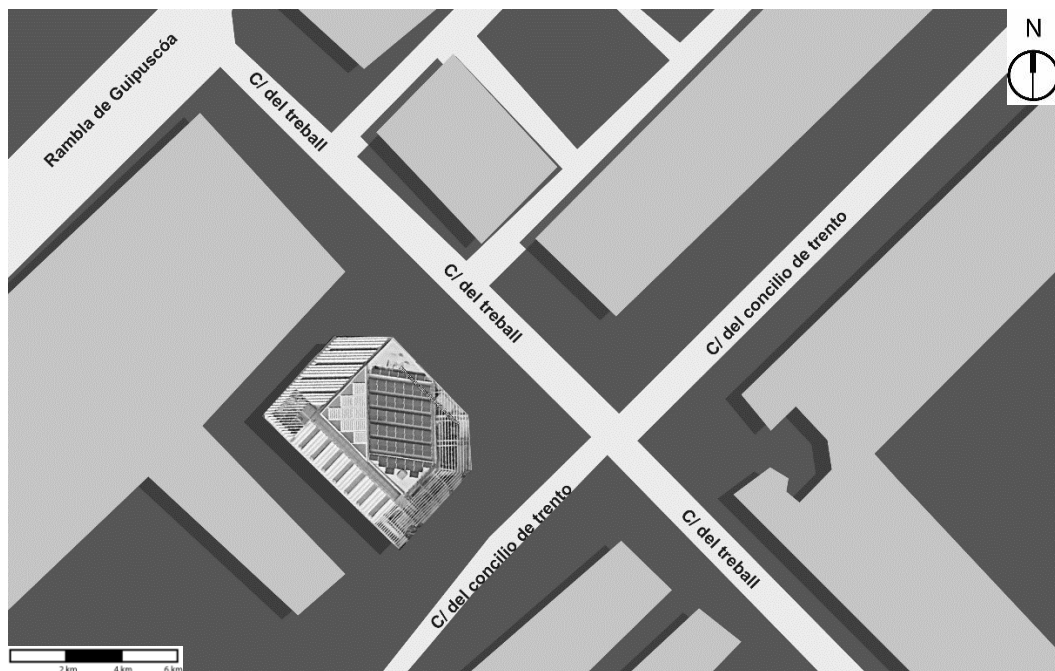 N
Rambla de Guipuscóa
C/ del treball
C/ del treball
C/ del concilio de trento
C/ del concilio de trento
C/ del treball
2 km 4 km 6 km